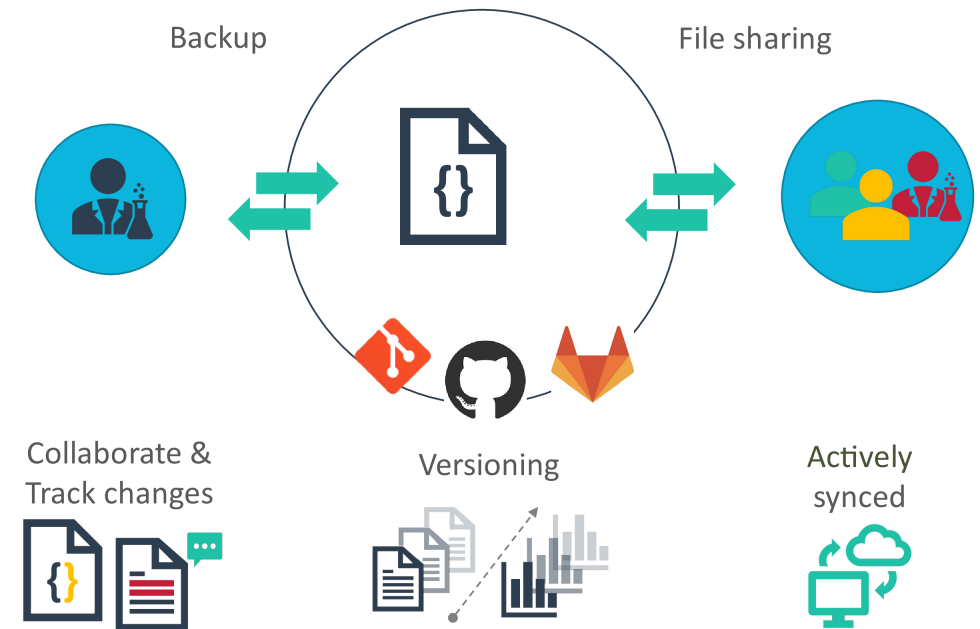 Backup
File sharing
{}
Collaborate &
Track changes
Versioning
Actively
synced
{}